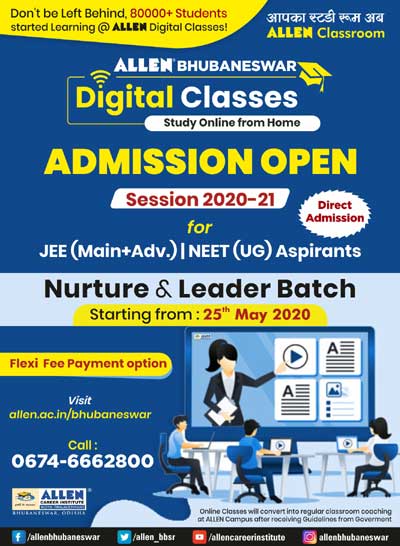 Don't be Left Behind, 80000+ Students
started Learning @ ALLEN Digital Classes!
आपका स्टडी रूम अब
ALLEN Classroom
ALLEN BHUBANESWAR
Digital Classes
Study Online from Home
ADMISSION OPEN
Session 2020-21
Direct
Admission
for
JEE (Main+Adv.) | NEET (UG) Aspirants
Nurture & Leader Batch
Starting from : 25th May 2020
Flexi Fee Payment option
Visit
allen.ac.in/bhubaneswar
Call :
0674-6662800
A
A
ALLEN
CAREER INSTITUTE
KOTA (RAJASTHAN)
BHUBANESWAR, ODISHA
Online Classes will convert into regular classroom coaching
at ALLEN Campus after receiving Guidelines from Goverment
/allenbhubaneswar
/allen_bbsr
/allencareerinstitute
/allenbhubaneswar